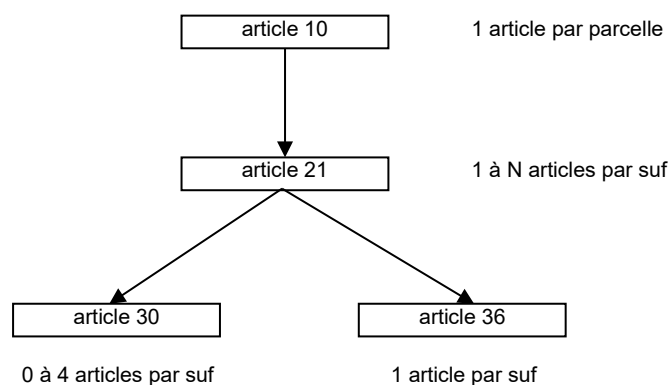 article 10 1 article par parcelle
article 21 1 à N articles par suf
article 30 article 36
0 à 4 articles par suf 1 article par suf